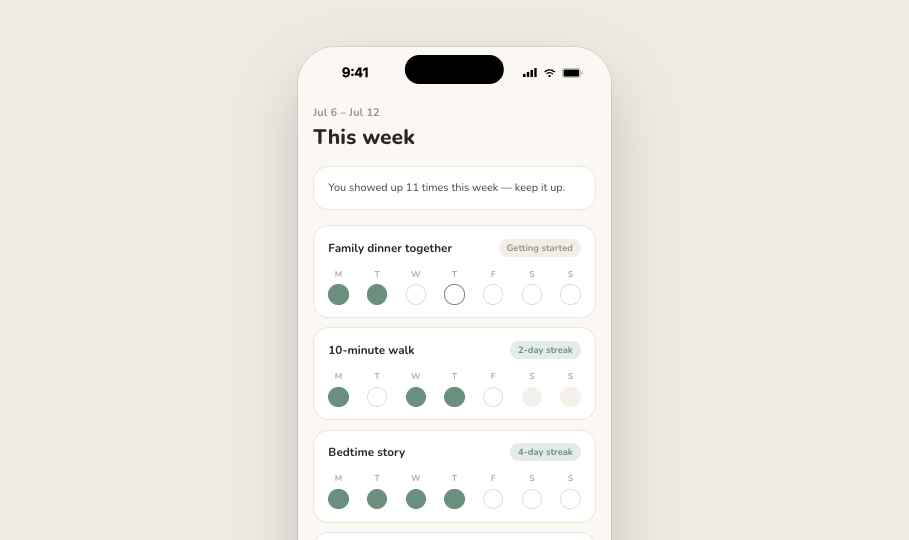 9:41
Jul 6 – Jul 12
This week
You showed up 11 times this week — keep it up.
Family dinner together
Getting started
M T W T F S S
10-minute walk
2-day streak
M T W T F S S
Bedtime story
4-day streak
M T W T F S S